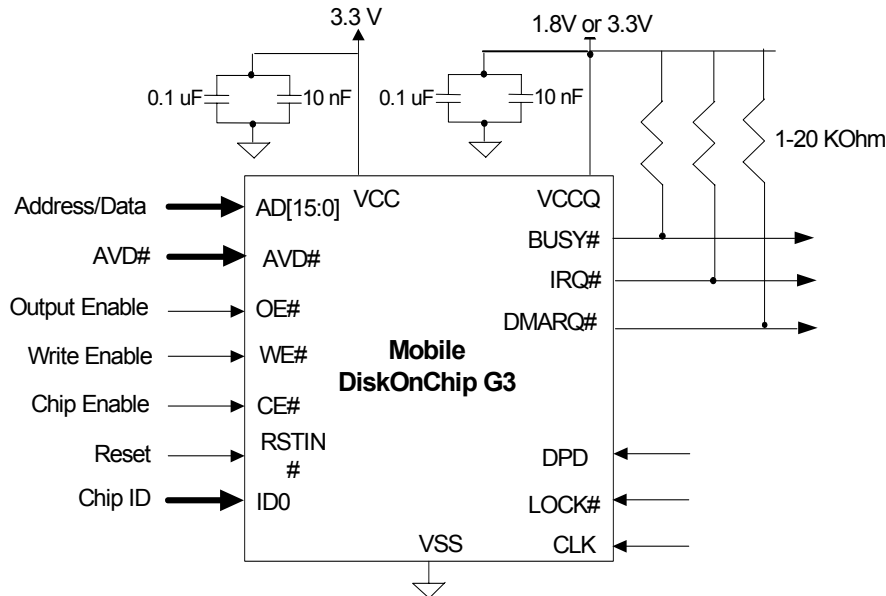 3.3 V
1.8V or 3.3V
0.1 uF
10 nF
0.1 uF
10 nF
1-20 KOhm
Address/Data
AD[15:0]
VCC
VCCQ
BUSY#
AVD#
AVD#
IRQ#
Output Enable
OE#
DMARQ#
Write Enable
WE#
Mobile
DiskOnChip G3
Chip Enable
CE#
Reset
RSTIN
#
DPD
Chip ID
ID0
LOCK#
VSS
CLK